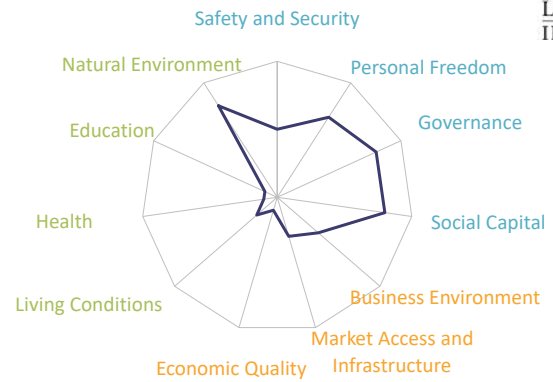 Safety and Security
Natural Environment
Personal Freedom
Education
Governance
Health
Social Capital
Living Conditions
Business Environment
Market Access and
Infrastructure
Economic Quality